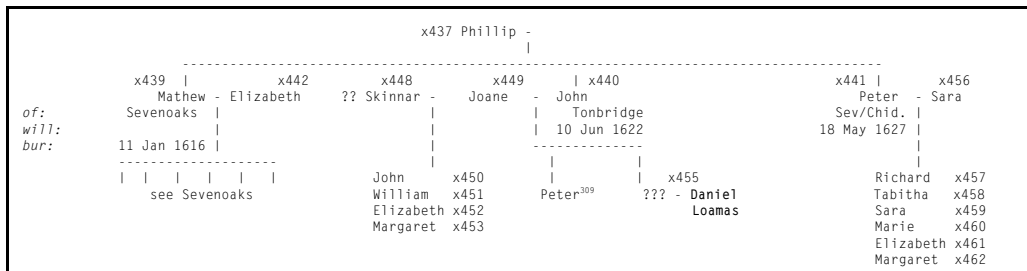 x437 Phillip -
|
- - - - - - - - - - - - - - - - - - - - - - - - - - - - - - - - - - - - - - - -
x439 | x442 x448 x449 | x440 x441 | x456
Mathew - Elizabeth ?? Skinnar - Joane - John Peter - Sara
of: Sevenoaks | | | Tonbridge Sev/Chid. |
will: | | | 10 Jun 1622 18 May 1627 |
bur: 11 Jan 1616 | | -------------- |
-------------------- | | | |
| | | | | | John x450 | | x455 Richard x457
see Sevenoaks William x451 Peter309 ??? - Daniel Tabitha x458
Elizabeth x452 Loamas Sara x459
Margaret x453 Marie x460
Elizabeth x461
Margaret x462